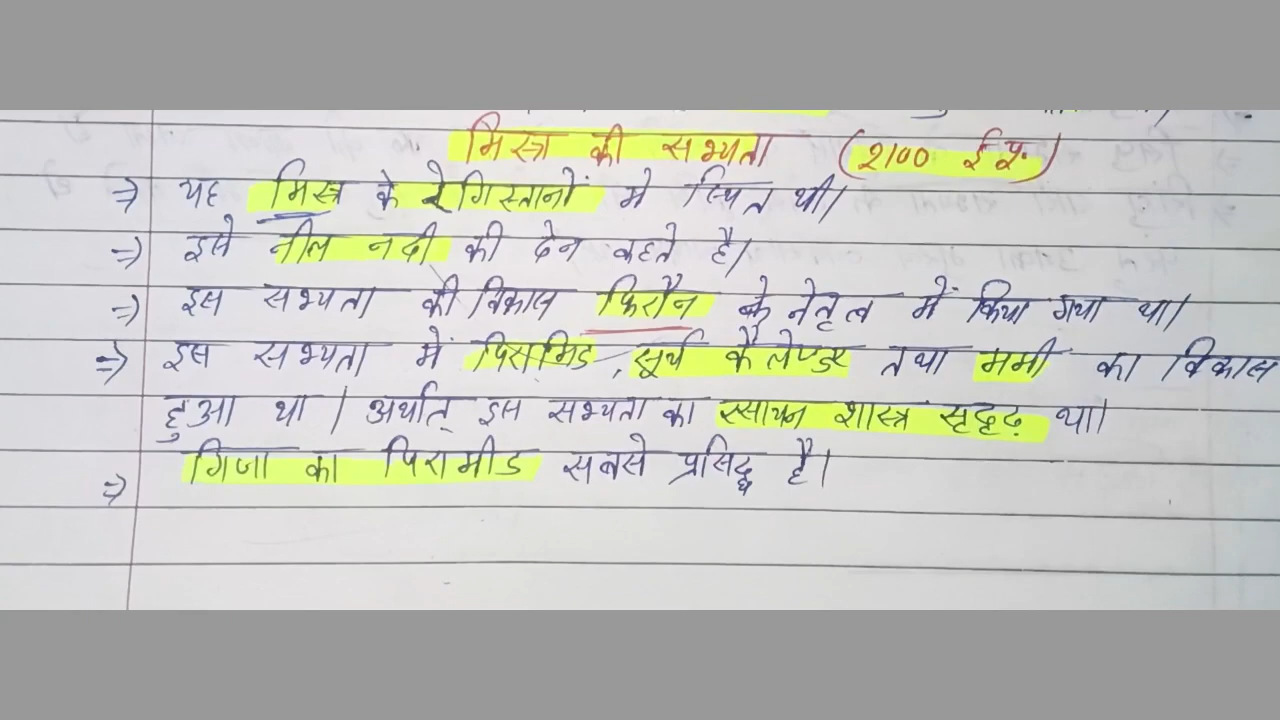 मिस्त्र की सभ्यता (2100 ई.पू.)
⇒ यह मिस्त्र के रेगिस्तानों में स्थित थी।
⇒ इसे नील नदी की देन कहते है।
⇒ इस सभ्यता की विकास फिरौन के नेतृत्व में किया गया था।
⇒ इस सभ्यता में पिरामिड, सूर्य कैलेण्डर तथा ममी का विकास
हुआ था। अर्थात् इस सभ्यता का रसायन शास्त्र सृदृढ़ था।
⇒ गिजा का पिरामीड सबसे प्रसिद्ध है।